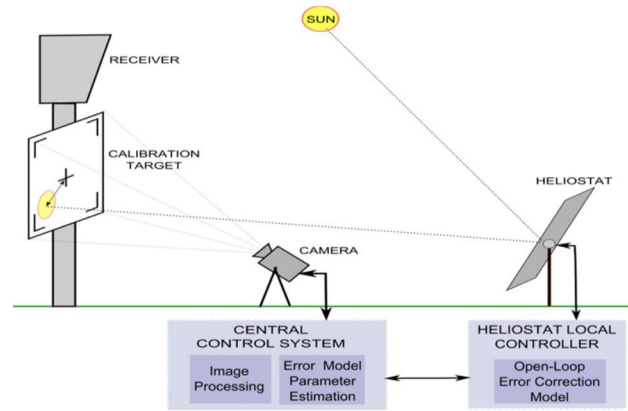 SUN
RECEIVER
CALIBRATION
TARGET
HELIOSTAT
CAMERA
CENTRAL
CONTROL SYSTEM
Image
Processing
Error Model
Parameter
Estimation
HELIOSTAT LOCAL
CONTROLLER
Open-Loop
Error Correction
Model